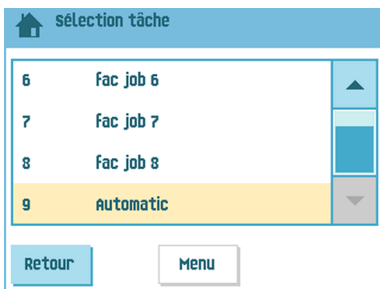 Sélection tâche
6 Fac job 6
7 Fac job 7
8 Fac job 8
9 Automatic
Retour Menu